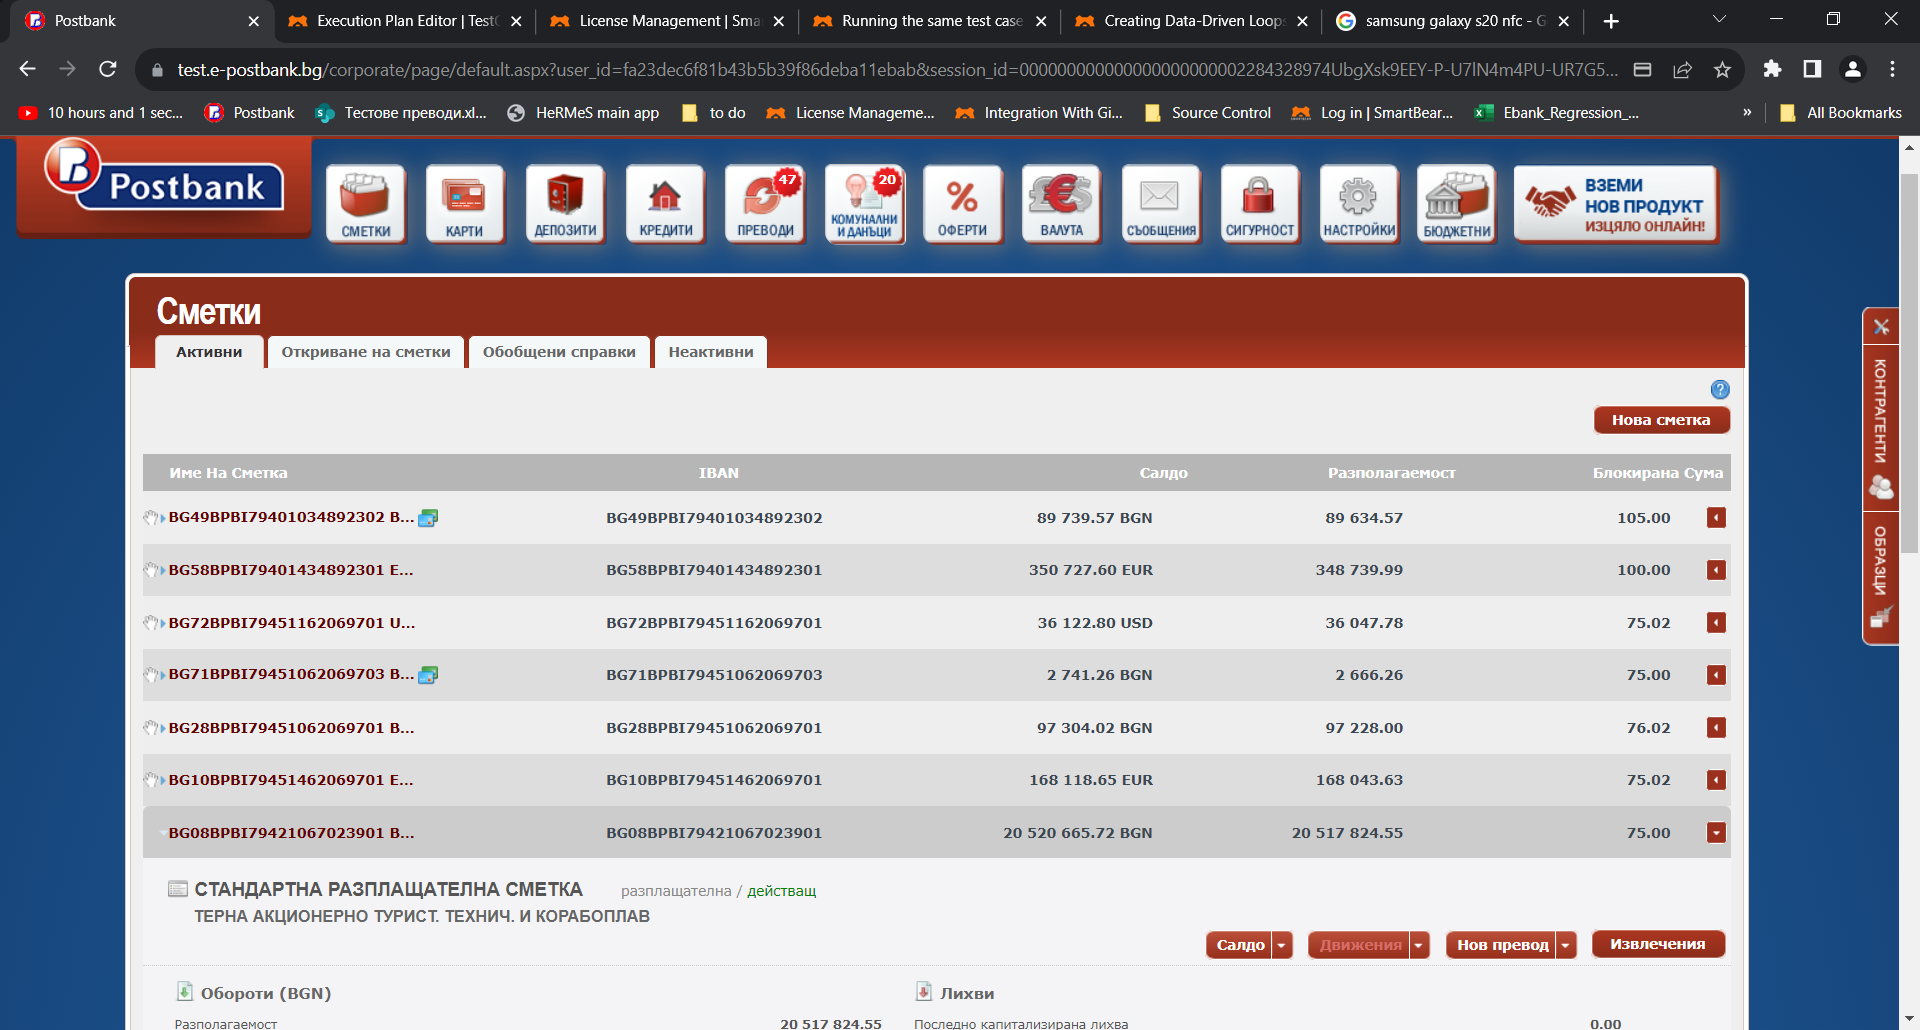 Postbank
Execution Plan Editor | Test
License Management | Sma
Running the same test case
Creating Data-Driven Loops
samsung galaxy s20 nfc - G
test.e-postbank.bg/corporate/page/default.aspx?user_id=fa23dec6f81b43b5b39f86deba11ebab&session_id=
10 hours and 1 sec...
Postbank
Тестове преводи.xl...
HeRMeS main app
to do
License Manageme...
Integration With Gi...
Source Control
Log in | SmartBear...
Ebank_Regression_...
»
All Bookmarks
Postbank
СМЕТКИ
КАРТИ
ДЕПОЗИТИ
КРЕДИТИ
47
ПРЕВОДИ
20
КОМУНАЛНИ
И ДАНЪЦИ
ОФЕРТИ
ВАЛУТА
СЪОБЩЕНИЯ
СИГУРНОСТ
НАСТРОЙКИ
БЮДЖЕТНИ
ВЗЕМИ
НОВ ПРОДУКТ
ИЗЦЯЛО ОНЛАЙН!
Сметки
Активни
Откриване на сметки
Обобщени справки
Неактивни
?
Нова сметка
КОНТРАГЕНТИ
ОБРАЗЦИ
Име На Сметка IBAN Салдо Разполагаемост Блокирана Сума
BG49BPBI79401034892302 B... BG49BPBI79401034892302 89 739.57 BGN 89 634.57 105.00
BG58BPBI79401434892301 E... BG58BPBI79401434892301 350 727.60 EUR 348 739.99 100.00
BG72BPBI79451162069701 U... BG72BPBI79451162069701 36 122.80 USD 36 047.78 75.02
BG71BPBI79451062069703 B... BG71BPBI79451062069703 2 741.26 BGN 2 666.26 75.00
BG28BPBI79451062069701 B... BG28BPBI79451062069701 97 304.02 BGN 97 228.00 76.02
BG10BPBI79451462069701 E... BG10BPBI79451462069701 168 118.65 EUR 168 043.63 75.02
BG08BPBI79421067023901 B... BG08BPBI79421067023901 20 520 665.72 BGN 20 517 824.55 75.00
СТАНДАРТНА РАЗПЛАЩАТЕЛНА СМЕТКА разплащателна / действащ
ТЕРНА АКЦИОНЕРНО ТУРИСТ. ТЕХНИЧ. И КОРАБОПЛАВ
Салдо
Движения
Нов превод
Извлечения
Обороти (BGN)
Лихви
Разполагаемост 20 517 824.55
Последно капитализирана лихва 0.00